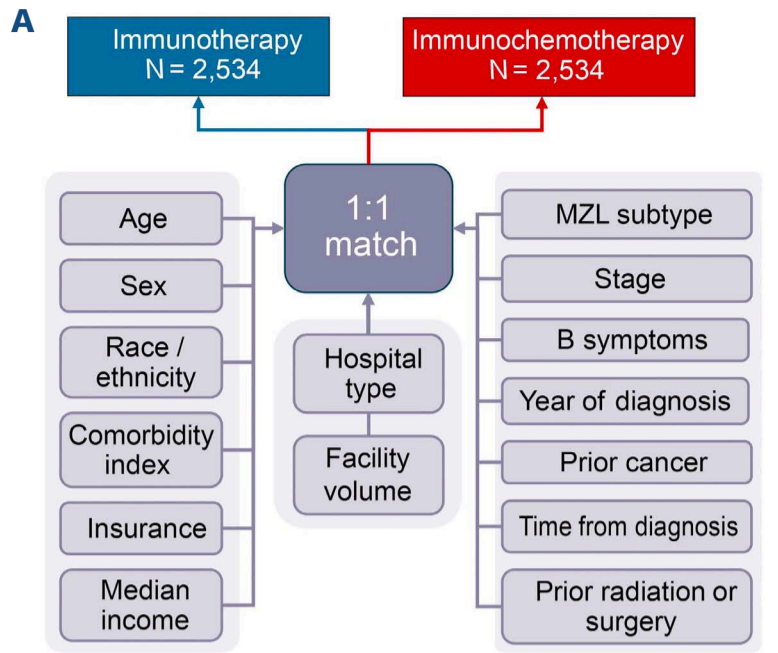 A
Immunotherapy
N = 2,534
Immunochemotherapy
N = 2,534
1:1
match
Age
Sex
Race /
ethnicity
Comorbidity
index
Insurance
Median
income
Hospital
type
Facility
volume
MZL subtype
Stage
B symptoms
Year of diagnosis
Prior cancer
Time from diagnosis
Prior radiation or
surgery